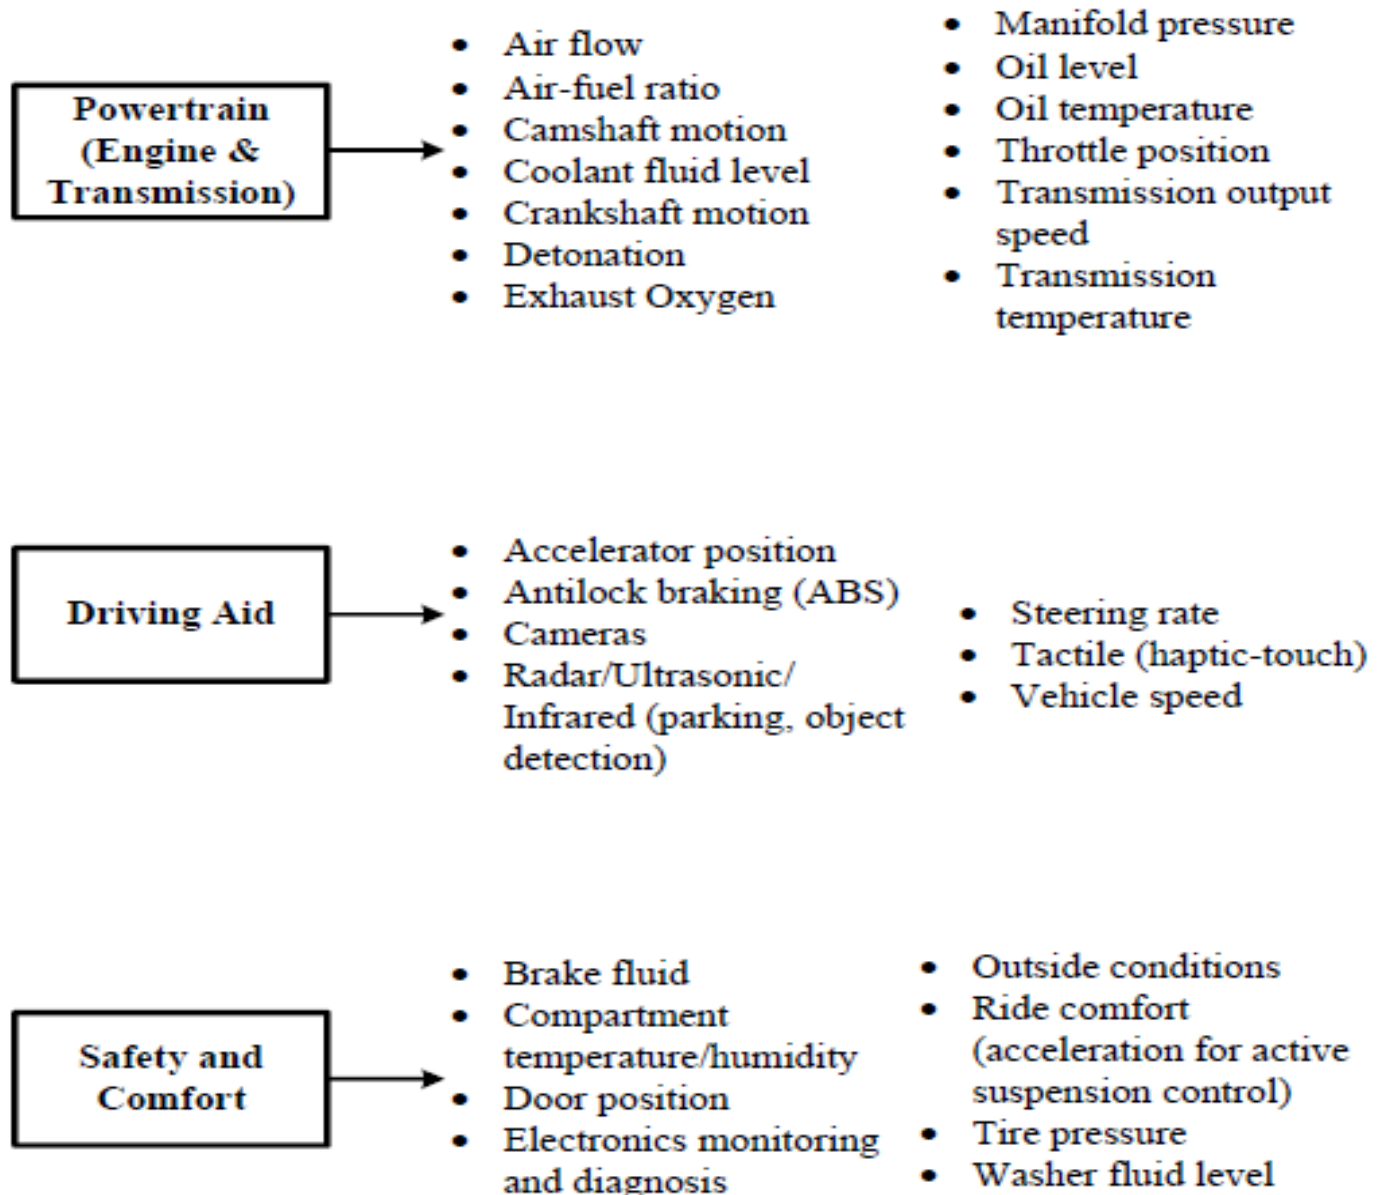 Powertrain
(Engine &
Transmission)
• Air flow
• Air-fuel ratio
• Camshaft motion
• Coolant fluid level
• Crankshaft motion
• Detonation
• Exhaust Oxygen
• Manifold pressure
• Oil level
• Oil temperature
• Throttle position
• Transmission output
speed
• Transmission
temperature
Driving Aid
• Accelerator position
• Antilock braking (ABS)
• Cameras
• Radar/Ultrasonic/
Infrared (parking, object
detection)
• Steering rate
• Tactile (haptic-touch)
• Vehicle speed
Safety and
Comfort
• Brake fluid
• Compartment
temperature/humidity
• Door position
• Electronics monitoring
and diagnosis
• Outside conditions
• Ride comfort
(acceleration for active
suspension control)
• Tire pressure
• Washer fluid level